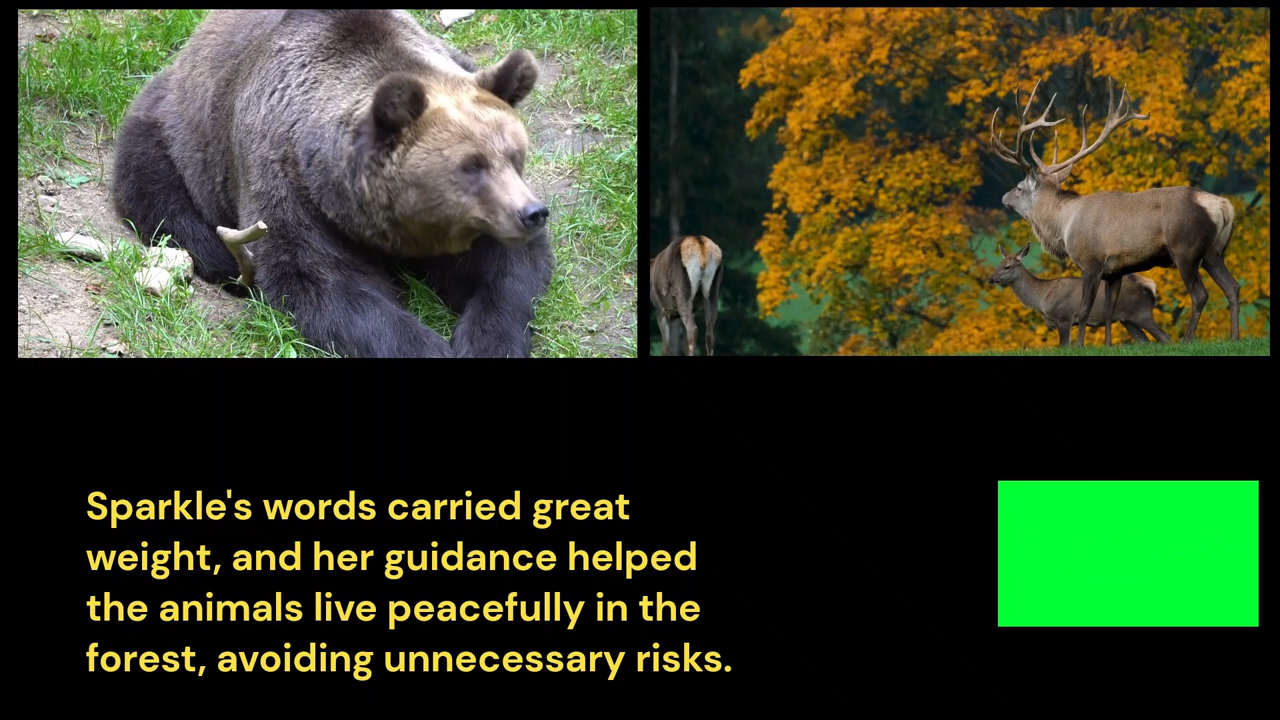 Sparkle's words carried great
weight, and her guidance helped
the animals live peacefully in the
forest, avoiding unnecessary risks.